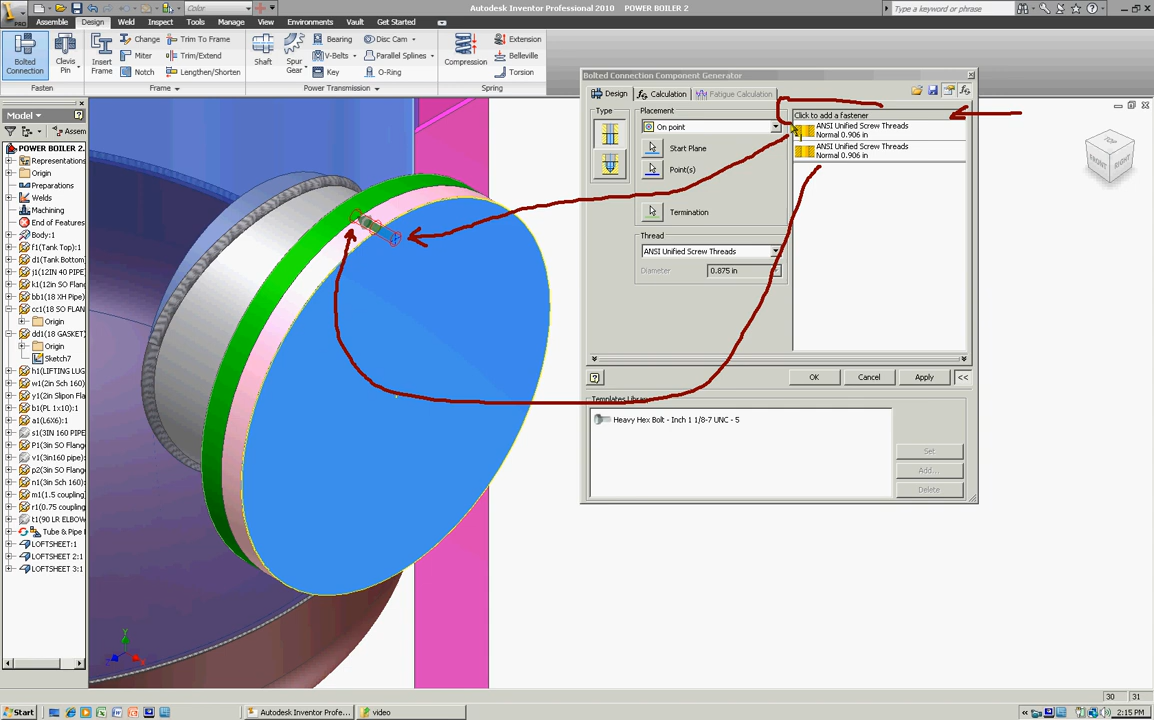 PRO
Color
Autodesk Inventor Professional 2010 POWER BOILER 2
Type a keyword or phrase
Assemble Design Model Weld Inspect Tools Manage View Environments Vault Get Started
Bolted Connection
Clevis Pin
Insert Frame
Change
Miter
Notch
Trim To Frame
Trim/Extend
Lengthen/Shorten
Shaft
Spur Gear
Bearing
V-Belts
Key
Disc Cam
Parallel Splines
O-Ring
Compression
Extension
Belleville
Torsion
Fasten Frame Power Transmission Spring
Model
Assem
POWER BOILER 2.
Representations
Origin
Preparations
Welds
Machining
End of Features
Body:1
f1(Tank Top):1
d1(Tank Bottom)
j1(12IN 40 PIPE
k1(12in SO Flan
bb1(18 XH Pipe)
cc1(18 SO FLAN
Origin
dd1(18 GASKET)
Origin
Sketch7
h1(LIFTING LUG
w1(2in Sch 160)
y1(2in Slipon Fla
b1(PL 1x10):1
a1(L6X6):1
s1(3IN 160 PIPE
P1(3in SO Flang
v1(3in160 pipe):
p2(3in SO Flang
n1(3in Sch 160):
m1(1.5 coupling)
r1(0.75 coupling
t1(90 LR ELBOW
Tube & Pipe
LOFTSHEET:1
LOFTSHEET 2:1
LOFTSHEET 3:1
Bolted Connection Component Generator
Design Calculation Fatigue Calculation
Type
Placement
On point
Start Plane
Point(s)
Termination
Thread
ANSI Unified Screw Threads
Diameter 0.875 in
Click to add a fastener
ANSI Unified Screw Threads
Normal 0.906 in
ANSI Unified Screw Threads
Normal 0.906 in
OK Cancel Apply <<
Templates Library
Heavy Hex Bolt - Inch 1 1/8-7 UNC - 5
Set
Add...
Delete
TOP
FRONT
RIGHT
30 31
Start
Autodesk Inventor Profe...
video
2:15 PM